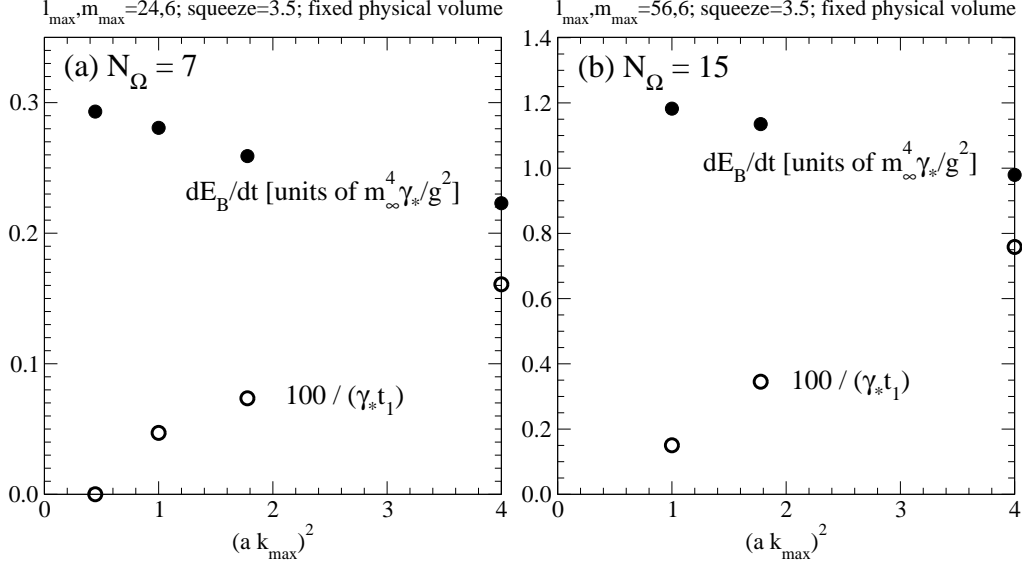 l_max,m_max=24,6; squeeze=3.5; fixed physical volume
(a) N_Ω = 7
0.3
0.2
0.1
0.0
dE_B/dt [units of m_∞^4 γ_*/g^2]
100 / (γ_* t_1)
0 1 2 3 4
(a k_max)^2
l_max,m_max=56,6; squeeze=3.5; fixed physical volume
(b) N_Ω = 15
1.4
1.2
1.0
0.8
0.6
0.4
0.2
0.0
dE_B/dt [units of m_∞^4 γ_*/g^2]
100 / (γ_* t_1)
0 1 2 3 4
(a k_max)^2